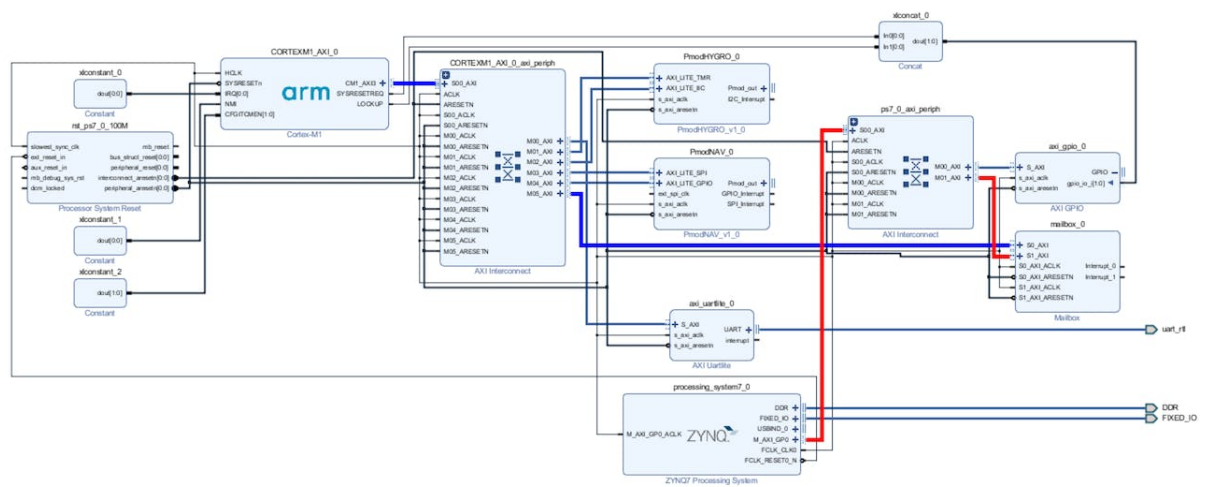 xlconcat_0
In0[0:0]
In1[0:0]
dout[1:0]
Concat
xlconstant_0
dout[0:0]
Constant
CORTEXM1_AXI_0
HCLK
SYSRESETn
IRQ[0:0]
NMI
CFGITCMEN[1:0]
arm
CM1_AXI3
SYSRESETREQ
LOCKUP
Cortex-M1
rst_ps7_0_100M
slowest_sync_clk
ext_reset_in
aux_reset_in
mb_debug_sys_rst
dcm_locked
mb_reset
bus_struct_reset[0:0]
peripheral_reset[0:0]
interconnect_aresetn[0:0]
peripheral_aresetn[0:0]
Processor System Reset
xlconstant_1
dout[0:0]
Constant
xlconstant_2
dout[1:0]
Constant
CORTEXM1_AXI_0_axi_periph
S00_AXI
ACLK
ARESETN
S00_ACLK
S00_ARESETN
M00_ACLK
M00_ARESETN
M01_ACLK
M01_ARESETN
M02_ACLK
M02_ARESETN
M03_ACLK
M03_ARESETN
M04_ACLK
M04_ARESETN
M05_ACLK
M05_ARESETN
M00_AXI
M01_AXI
M02_AXI
M03_AXI
M04_AXI
M05_AXI
AXI Interconnect
PmodHYGRO_0
AXI_LITE_TMR
AXI_LITE_IIC
s_axi_aclk
s_axi_aresetn
Pmod_out
I2C_Interrupt
PmodHYGRO_v1_0
PmodNAV_0
AXI_LITE_SPI
AXI_LITE_GPIO
ext_spi_clk
s_axi_aclk
s_axi_aresetn
Pmod_out
GPIO_Interrupt
SPI_Interrupt
PmodNAV_v1_0
ps7_0_axi_periph
S00_AXI
ACLK
ARESETN
S00_ACLK
S00_ARESETN
M00_ACLK
M00_ARESETN
M01_ACLK
M01_ARESETN
M00_AXI
M01_AXI
AXI Interconnect
axi_gpio_0
S_AXI
s_axi_aclk
s_axi_aresetn
GPIO
gpio_io_i[1:0]
AXI GPIO
mailbox_0
S0_AXI
S1_AXI
S0_AXI_ACLK
S0_AXI_ARESETN
S1_AXI_ACLK
S1_AXI_ARESETN
Interrupt_0
Interrupt_1
Mailbox
axi_uartlite_0
S_AXI
s_axi_aclk
s_axi_aresetn
UART
interrupt
AXI Uartlite
uart_rtl
processing_system7_0
M_AXI_GP0_ACLK
ZYNQ
DDR
FIXED_IO
USBIND_0
M_AXI_GP0
FCLK_CLK0
FCLK_RESET0_N
ZYNQ7 Processing System
DDR
FIXED_IO